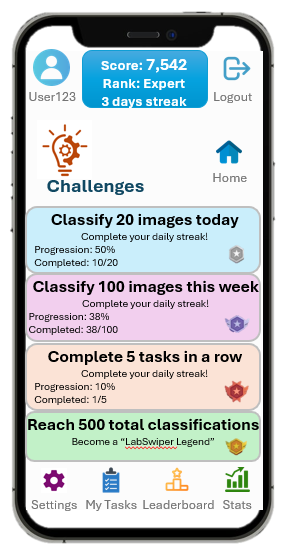 Score: 7,542
Rank: Expert
3 days streak
User123
Logout
Challenges
Home
Classify 20 images today
Complete your daily streak!
Progression: 50%
Completed: 10/20
Classify 100 images this week
Complete your daily streak!
Progression: 38%
Completed: 38/100
Complete 5 tasks in a row
Complete your daily streak!
Progression: 10%
Completed: 1/5
Reach 500 total classifications
Become a “LabSwiper Legend”
Settings
My Tasks
Leaderboard
Stats